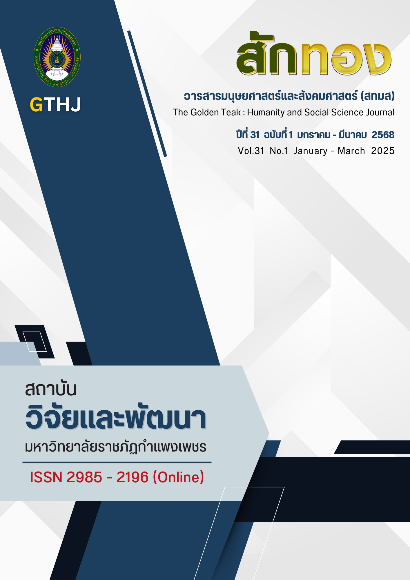 GTHJ
สักทอง
วารสารมนุษยศาสตร์และสังคมศาสตร์ (สทมส)
The Golden Teak : Humanity and Social Science Journal
ปีที่ 31 ฉบับที่ 1 มกราคม - มีนาคม 2568
Vol.31 No.1 January - March 2025
สถาบัน
วิจัยและพัฒนา
มหาวิทยาลัยราชภัฏกำแพงเพชร
ISSN 2985 - 2196 (Online)